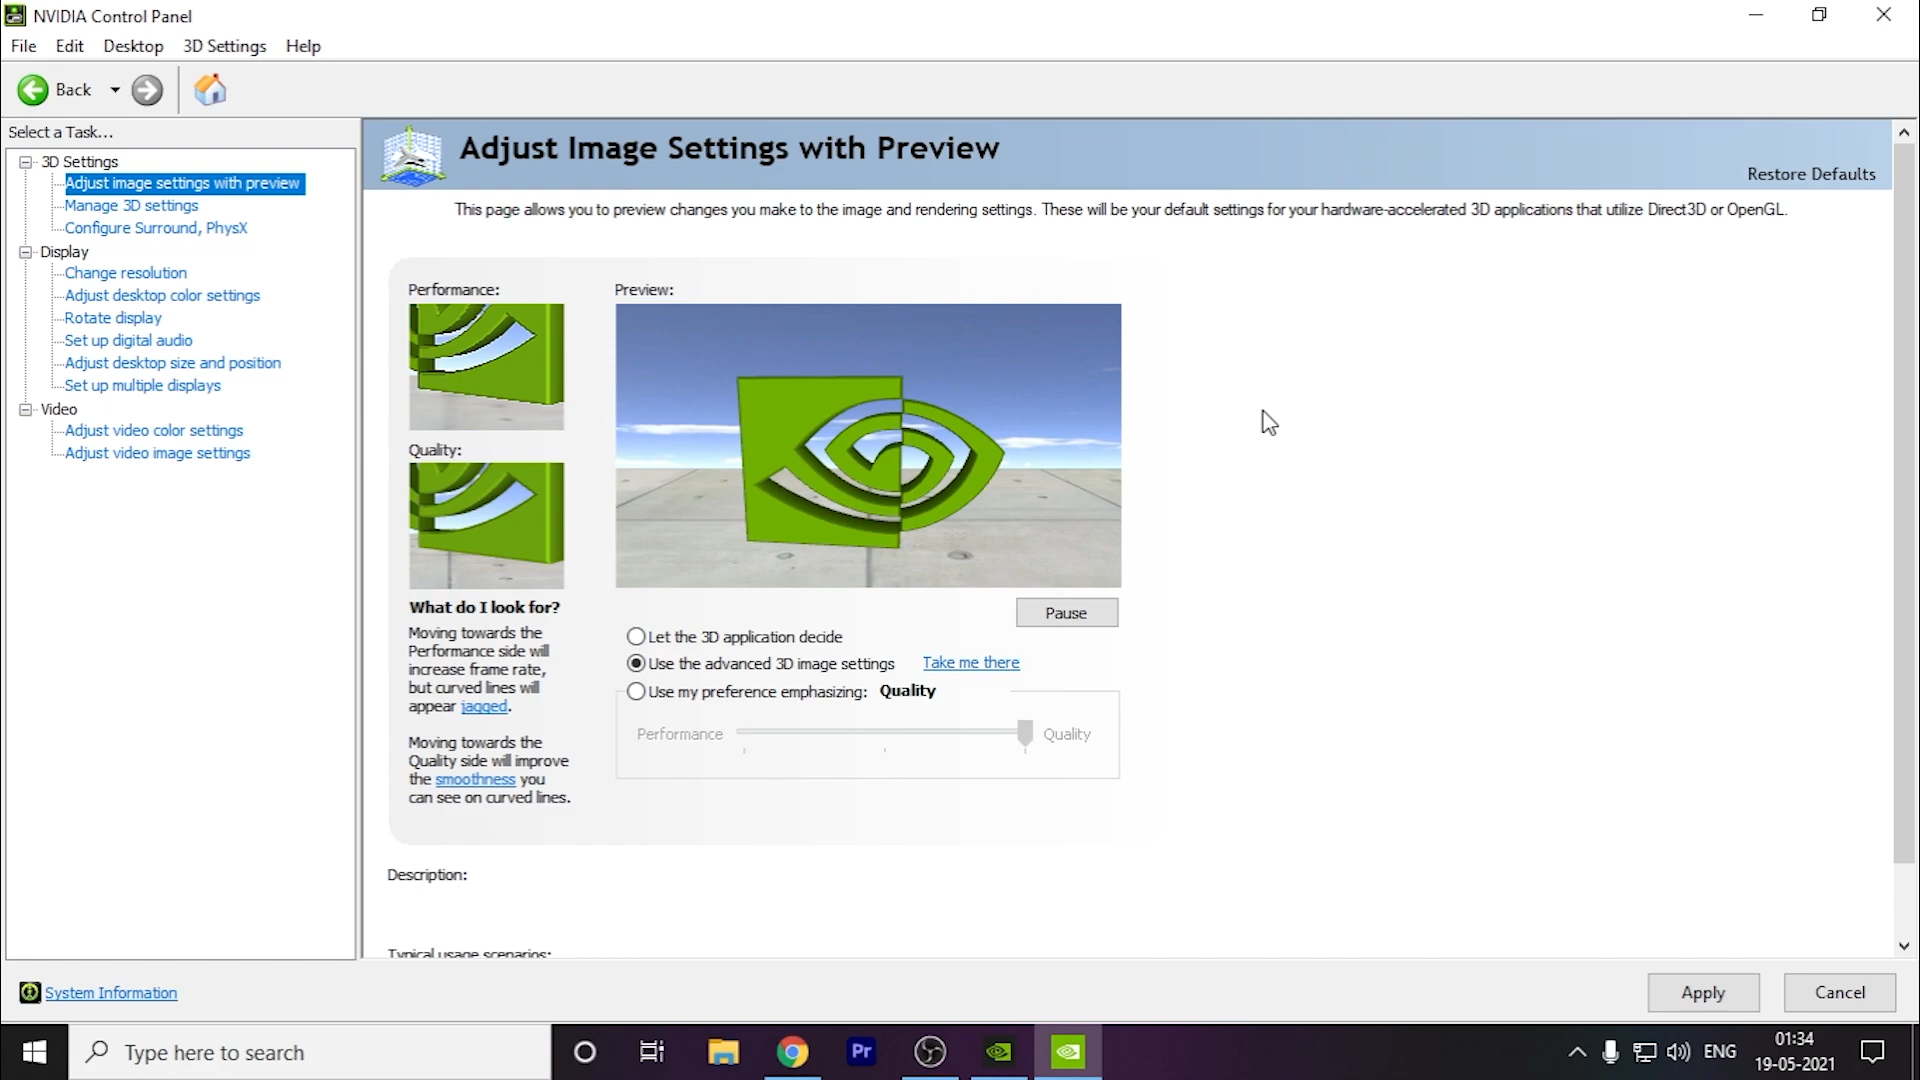 NVIDIA Control Panel
File Edit Desktop 3D Settings Help
Back
Select a Task...
3D Settings
Adjust image settings with preview
Manage 3D settings
Configure Surround, PhysX
Display
Change resolution
Adjust desktop color settings
Rotate display
Set up digital audio
Adjust desktop size and position
Set up multiple displays
Video
Adjust video color settings
Adjust video image settings
System Information
Adjust Image Settings with Preview
Restore Defaults
This page allows you to preview changes you make to the image and rendering settings. These will be your default settings for your hardware-accelerated 3D applications that utilize Direct3D or OpenGL.
Performance:
Quality:
What do I look for?
Moving towards the
Performance side will
increase frame rate,
but curved lines will
appear jagged.
Moving towards the
Quality side will improve
the smoothness you
can see on curved lines.
Preview:
Pause
Let the 3D application decide
Use the advanced 3D image settings Take me there
Use my preference emphasizing: Quality
Performance Quality
Description:
Typical usage scenarios:
Apply Cancel
Type here to search
Pr
ENG
01:34
19-05-2021